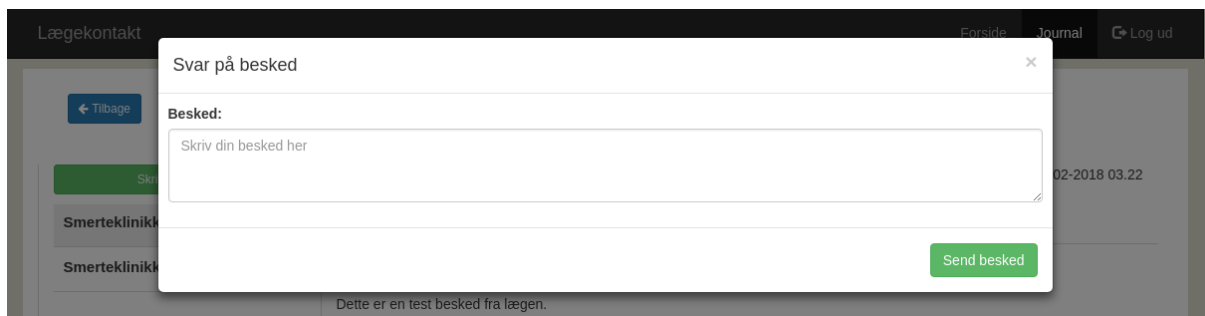 Lægekontakt
Forside Journal Log ud
Svar på besked ×
Tilbage
Besked:
Skriv din besked her
02-2018 03.22
Smerteklinikk
Smerteklinikk
Send besked
Dette er en test besked fra lægen.